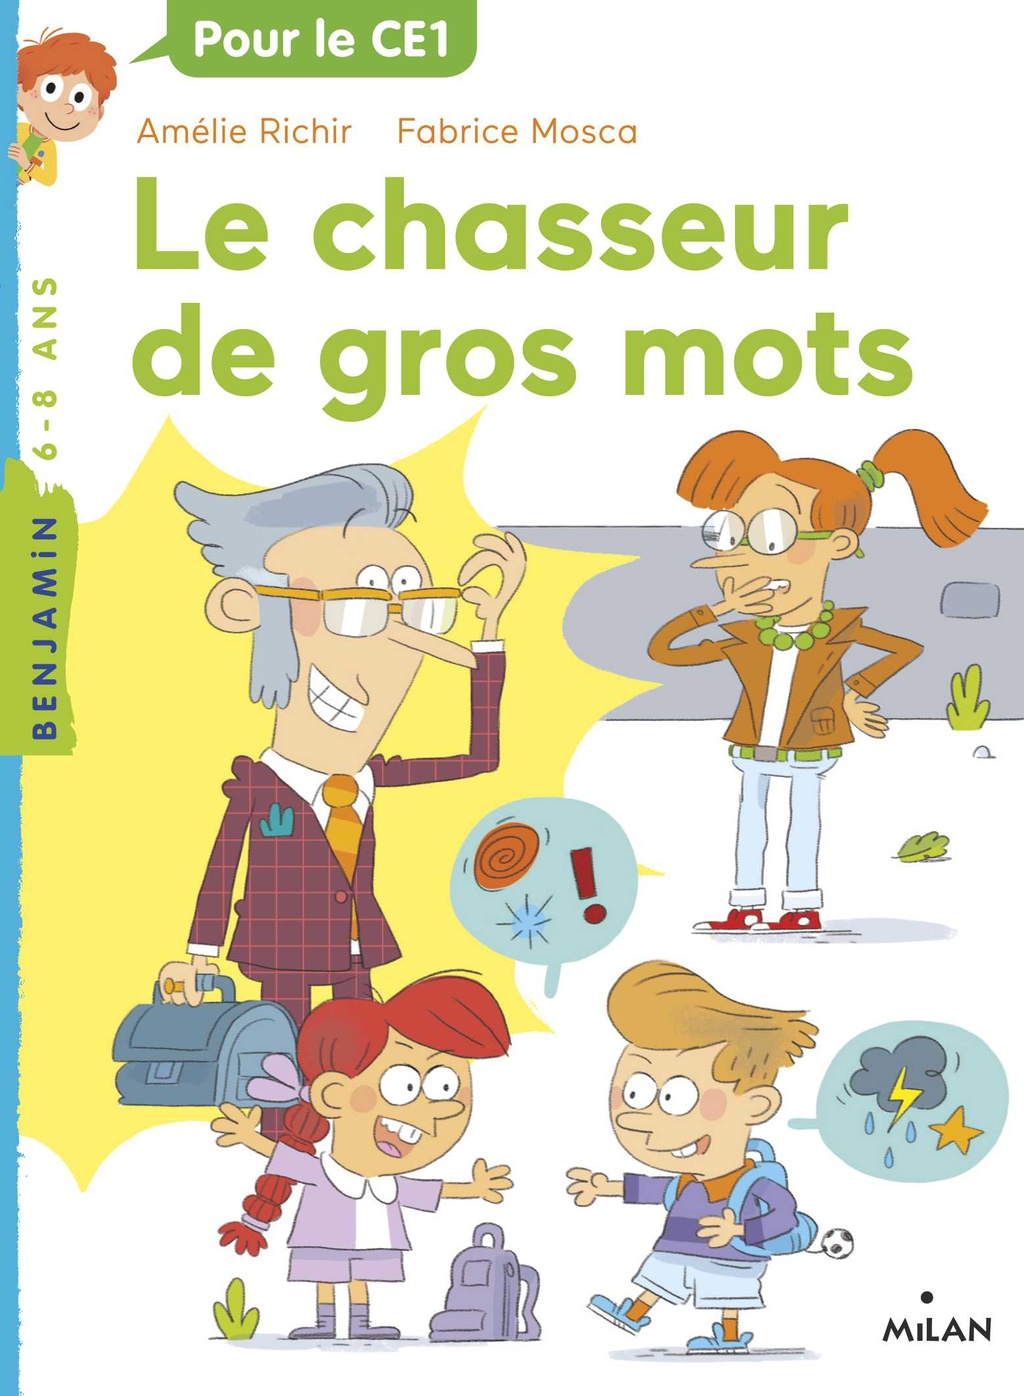 Pour le CE1
Amélie Richir Fabrice Mosca
Le chasseur
de gros mots
BENJAMiN 6-8 ANS
MiLAN